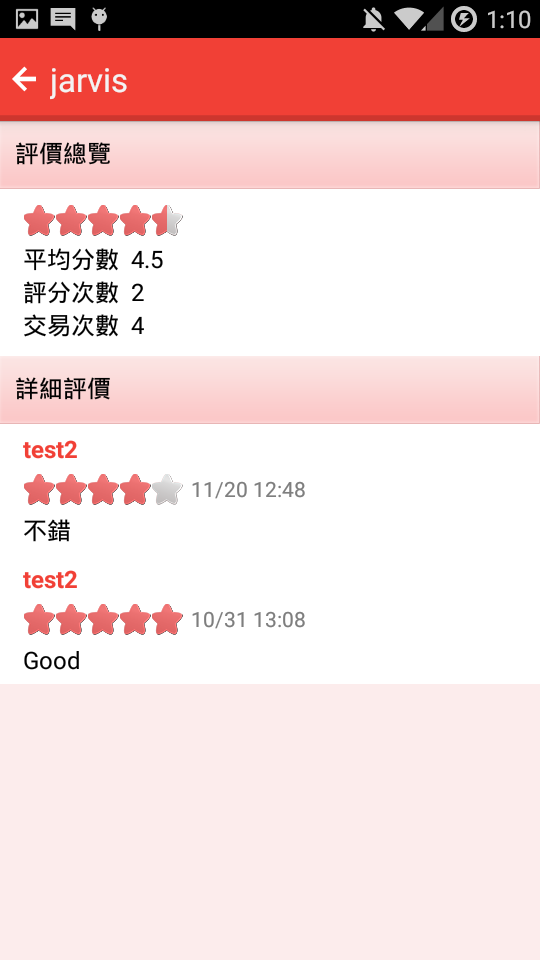 1:10
jarvis
評價總覽
平均分數 4.5
評分次數 2
交易次數 4
詳細評價
test2
11/20 12:48
不錯
test2
10/31 13:08
Good